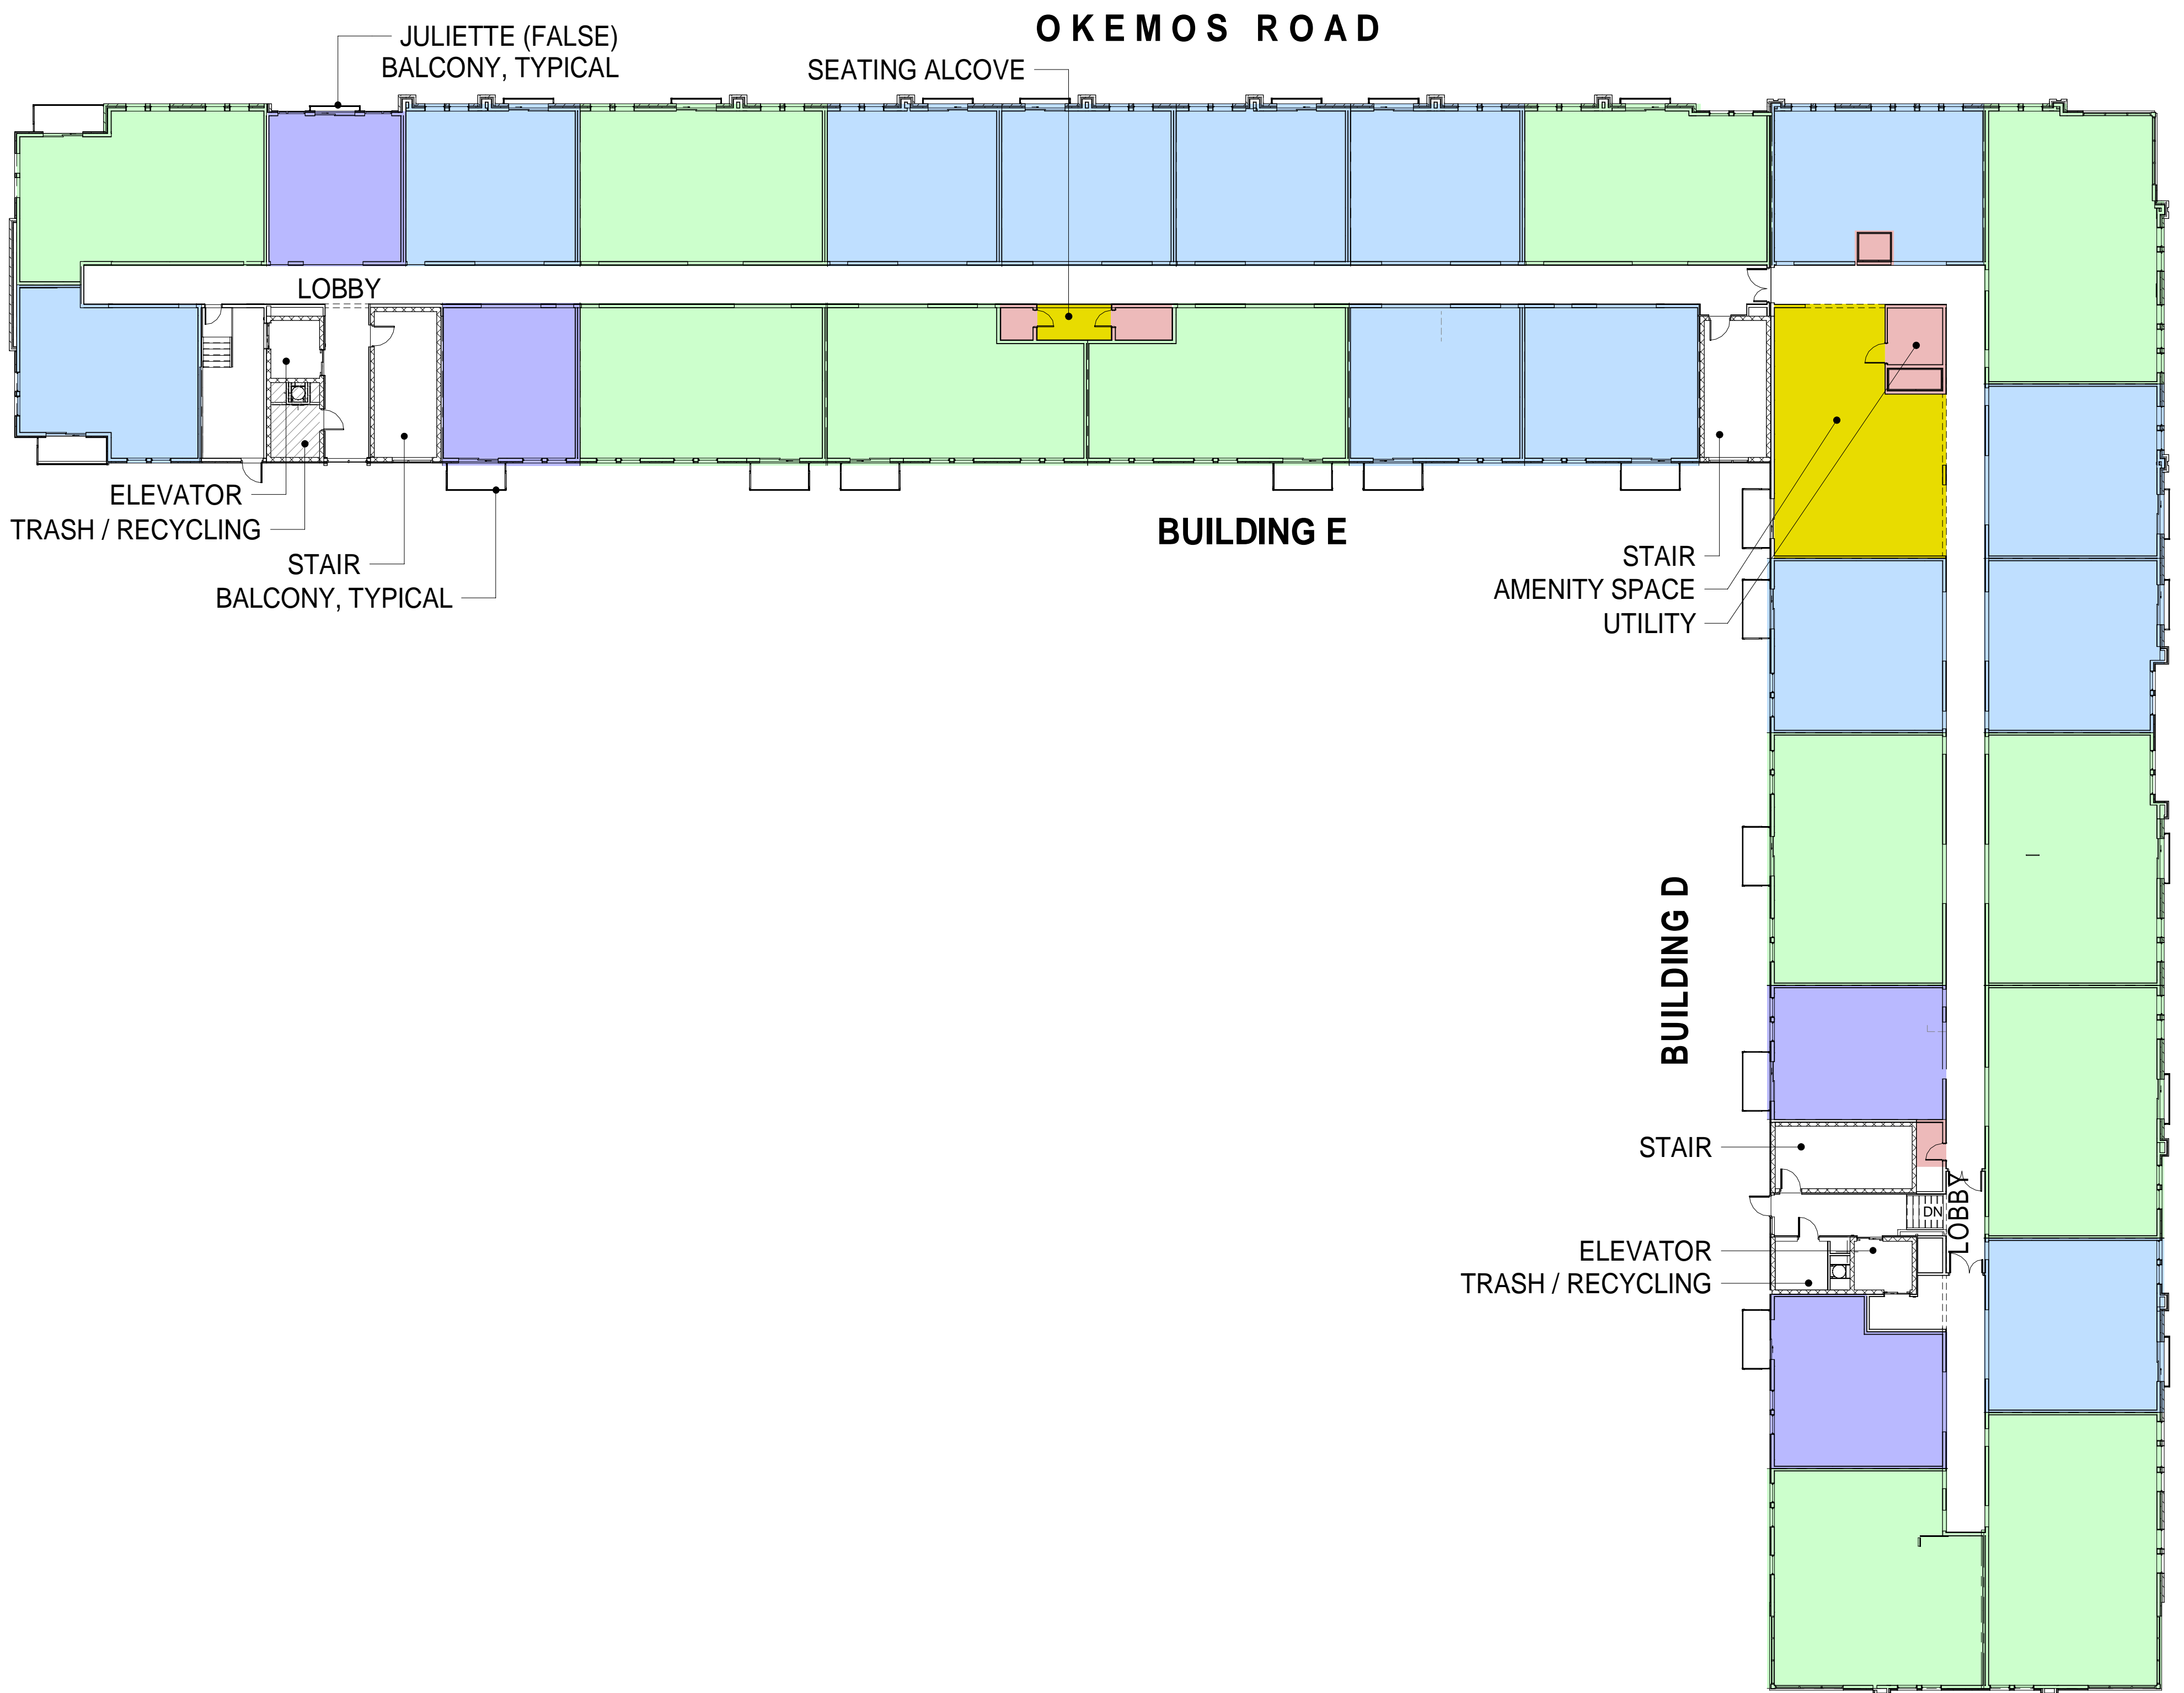 OKEMOS ROAD
JULIETTE (FALSE)
BALCONY, TYPICAL
SEATING ALCOVE
LOBBY
ELEVATOR
TRASH / RECYCLING
STAIR
BALCONY, TYPICAL
BUILDING E
STAIR
AMENITY SPACE
UTILITY
BUILDING D
STAIR
DN
LOBBY
ELEVATOR
TRASH / RECYCLING